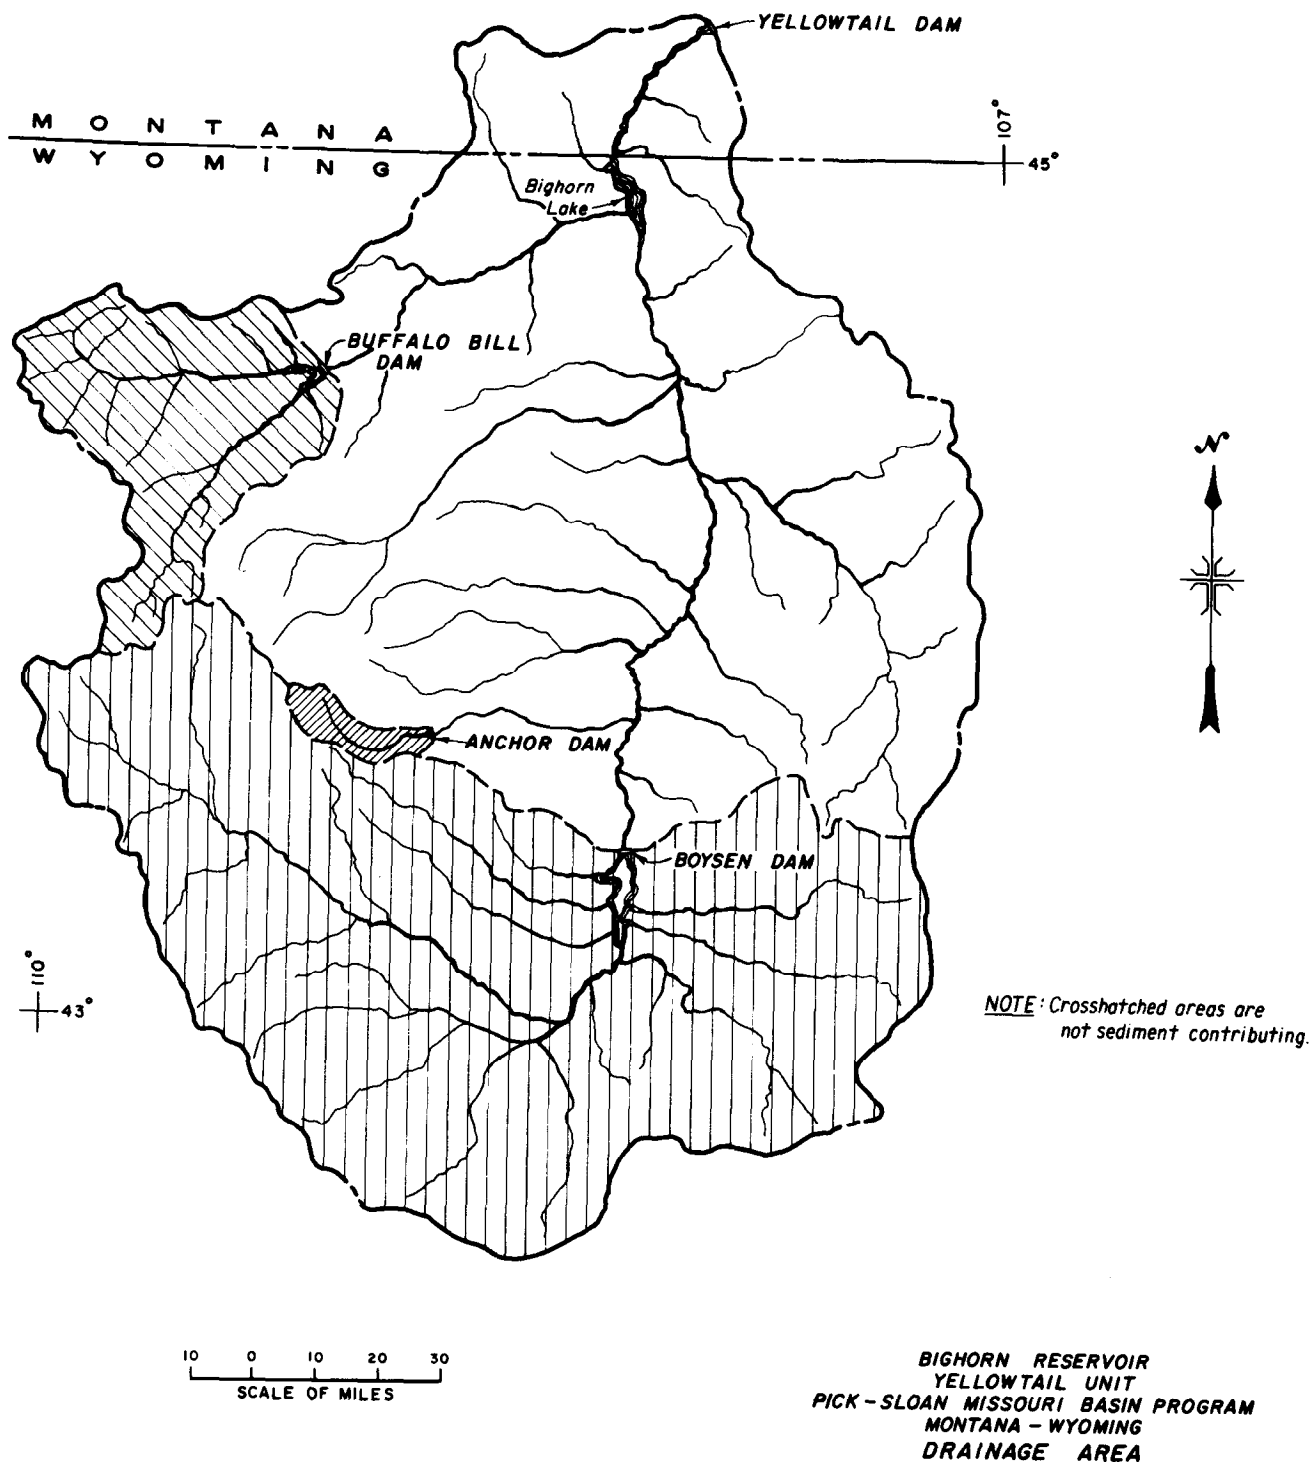 YELLOWTAIL DAM
MONTANA
WYOMING
107°
45°
Bighorn
Lake
BUFFALO BILL
DAM
N
ANCHOR DAM
BOYSEN DAM
110°
43°
NOTE: Crosshatched areas are
not sediment contributing.
10 0 10 20 30
SCALE OF MILES
BIGHORN RESERVOIR
YELLOWTAIL UNIT
PICK-SLOAN MISSOURI BASIN PROGRAM
MONTANA - WYOMING
DRAINAGE AREA